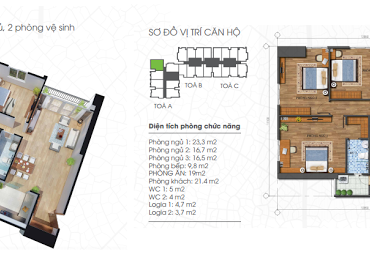 ủ, 2 phòng vệ sinh
SƠ ĐỒ VỊ TRÍ CĂN HỘ
TOÀ B
TOÀ C
TOÀ A
Diện tích phòng chức năng
Phòng ngủ 1: 23,3 m2
Phòng ngủ 2: 16,7 m2
Phòng ngủ 3: 16,5 m2
Phòng bếp: 9,8 m2
PHÒNG ĂN: 19m2
Phòng khách: 21.4 m2
WC 1: 5 m2
WC 2: 4 m2
Logia 1: 4,7 m2
Logia 2: 3,7 m2